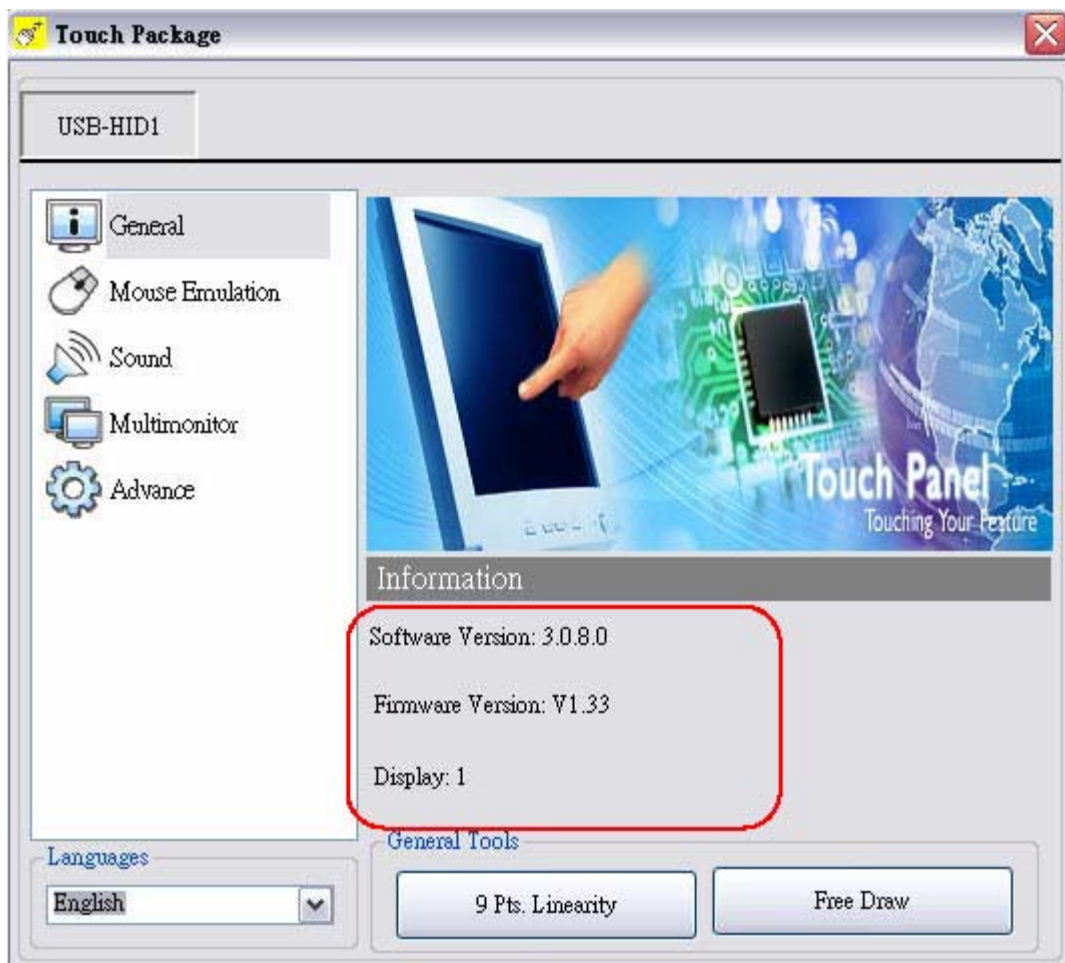 Touch Package
USB-HID1
General
Mouse Emulation
Sound
Multimonitor
Advance
Touch Panel
Touching Your Feature
Information
Software Version: 3.0.8.0
Firmware Version: V1.33
Display: 1
Languages
English
General Tools
9 Pts. Linearity
Free Draw